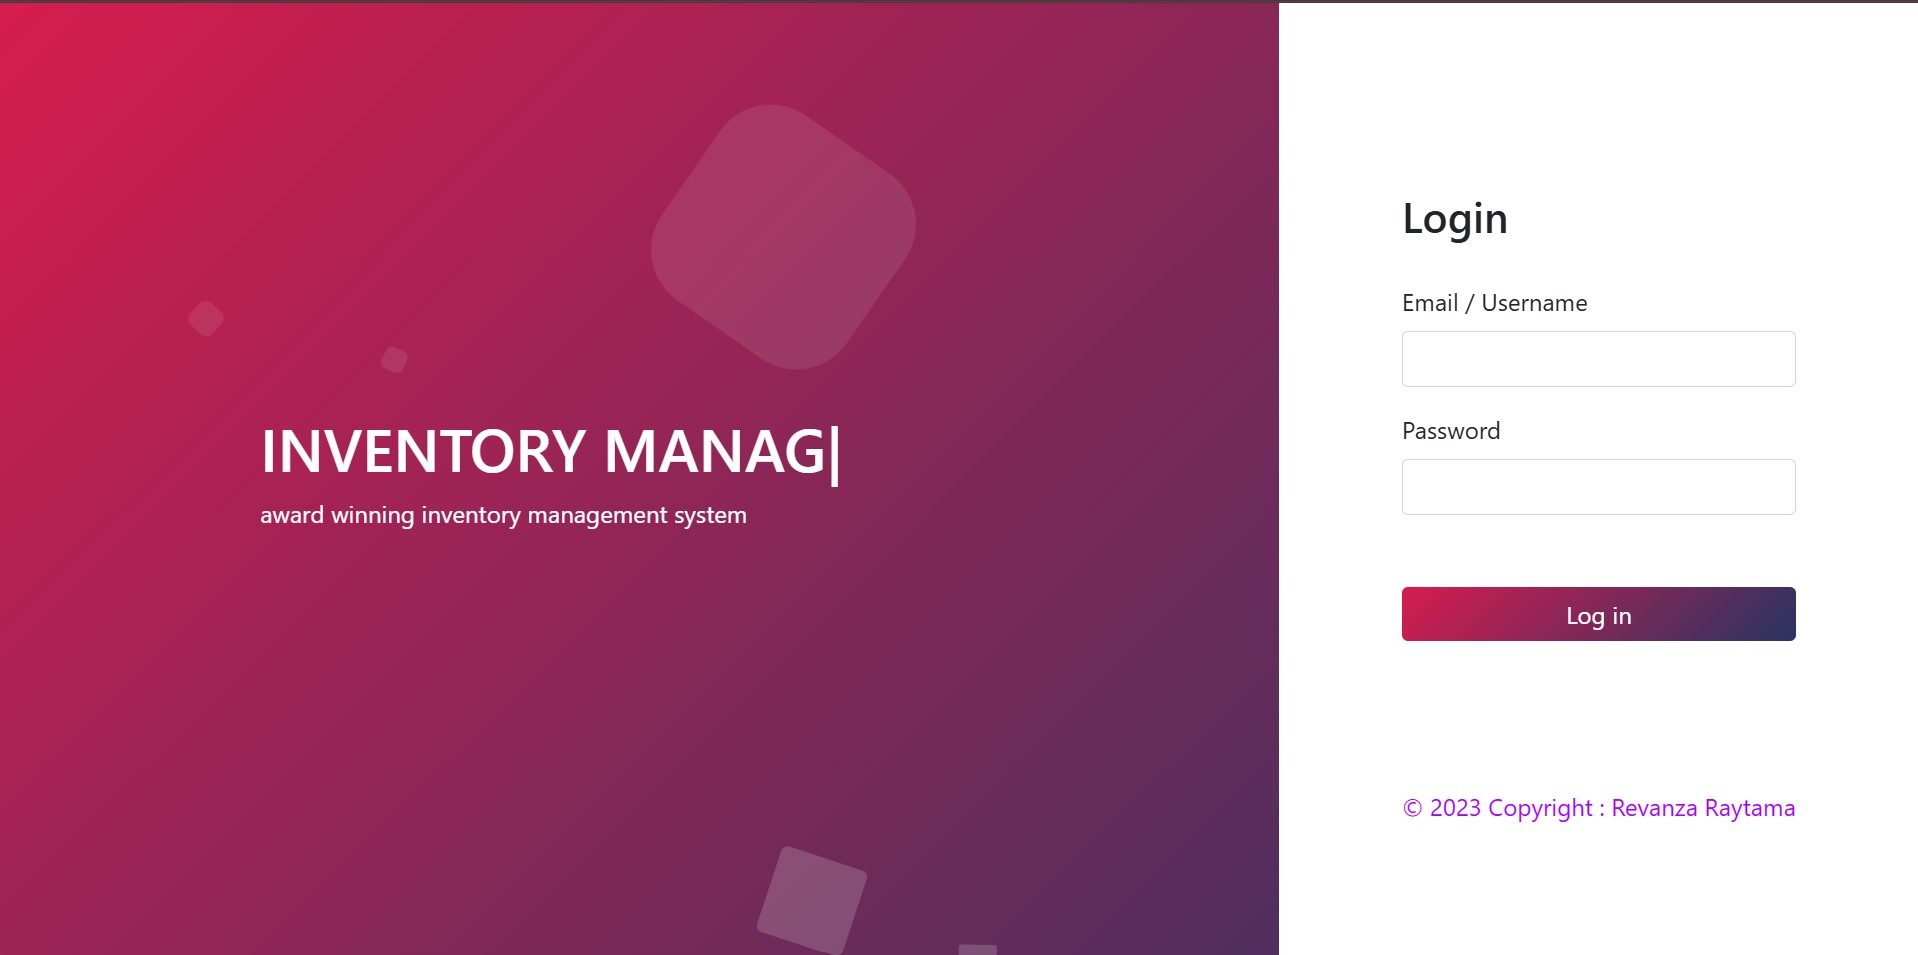 INVENTORY MANAG|
award winning inventory management system
Login
Email / Username
Password
Log in
© 2023 Copyright : Revanza Raytama